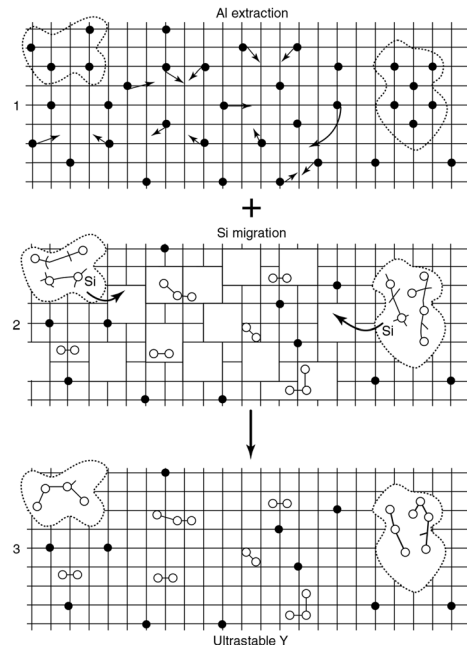 Al extraction
1
+
Si migration
Si
2
Si
3
Ultrastable Y